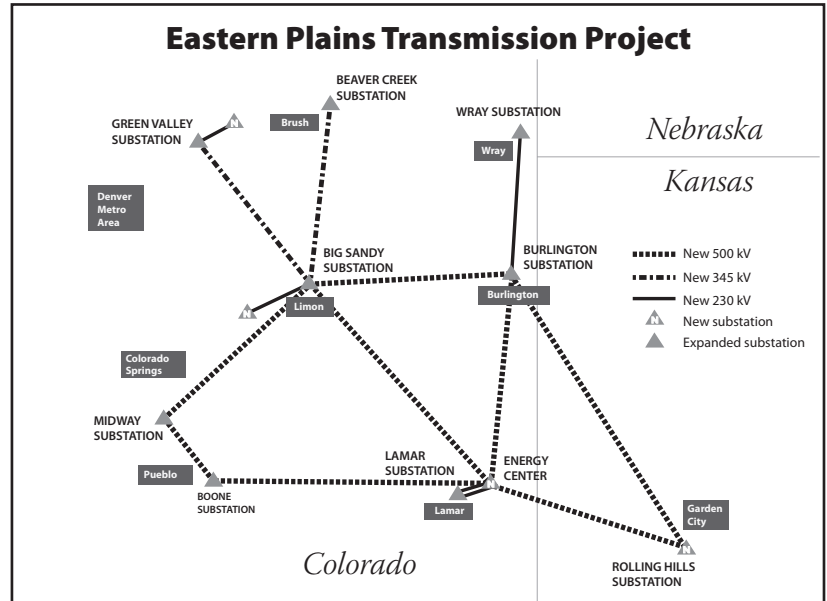 Eastern Plains Transmission Project
BEAVER CREEK
SUBSTATION
GREEN VALLEY
SUBSTATION
N
Brush
WRAY SUBSTATION
Wray
Nebraska
Kansas
Denver
Metro
Area
BIG SANDY
SUBSTATION
BURLINGTON
SUBSTATION
New 500 kV
New 345 kV
New 230 kV
N New substation
Expanded substation
Burlington
Limon
N
Colorado
Springs
MIDWAY
SUBSTATION
LAMAR
SUBSTATION
ENERGY
CENTER
N
Pueblo
BOONE
SUBSTATION
Lamar
Garden
City
N
ROLLING HILLS
SUBSTATION
Colorado